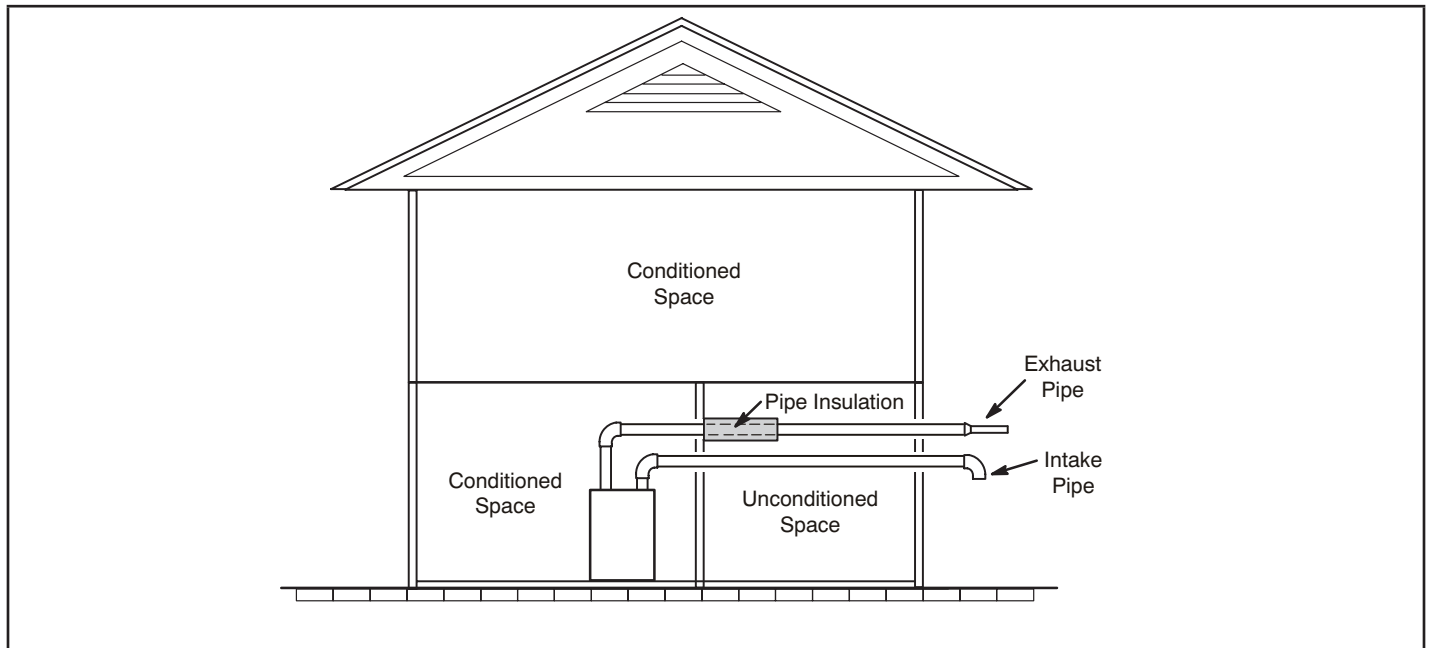 Conditioned
Space
Exhaust
Pipe
Pipe Insulation
Intake
Pipe
Conditioned
Space
Unconditioned
Space